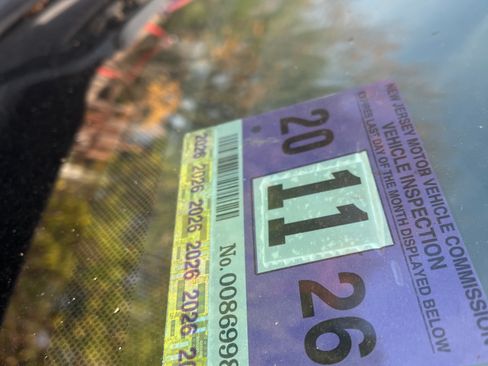 NEW JERSEY MOTOR VEHICLE COMMISSION
VEHICLE INSPECTION
EXPIRES LAST DAY OF THE MONTH DISPLAYED BELOW
20 11 26
No. 00869998
2026 2026 2026 2026 2026 2026